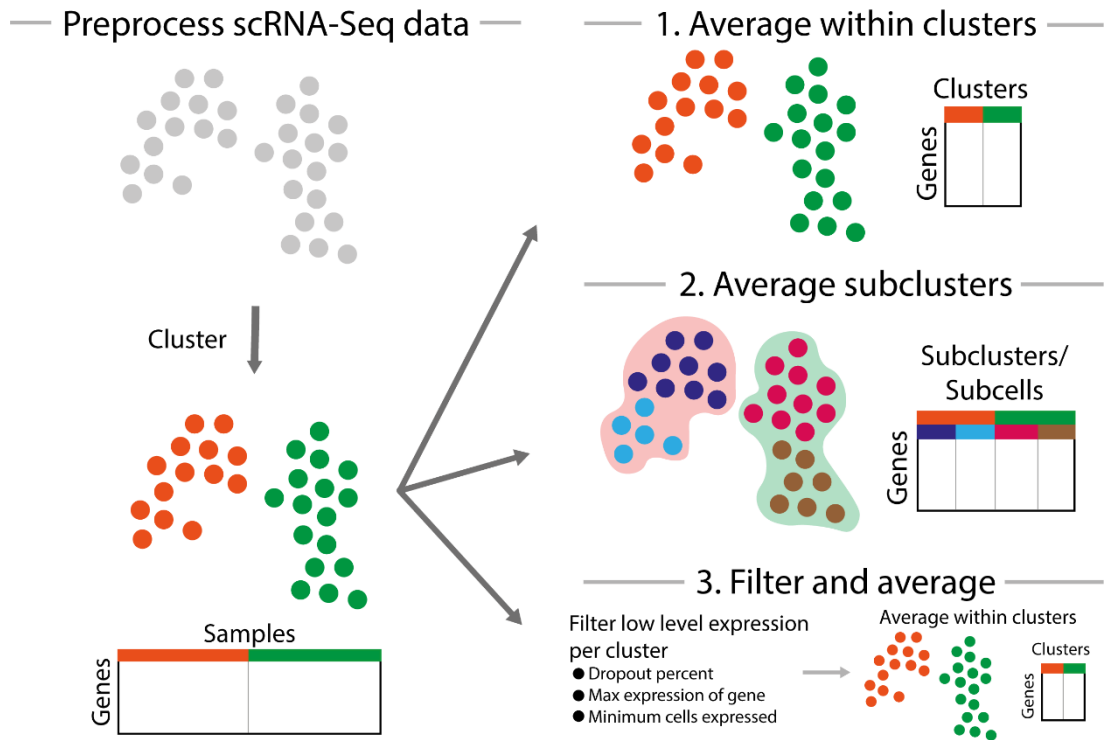 Preprocess scRNA-Seq data
Cluster
Samples
Genes
1. Average within clusters
Clusters
Genes
2. Average subclusters
Subclusters/
Subcells
Genes
3. Filter and average
Filter low level expression
per cluster
● Dropout percent
● Max expression of gene
● Minimum cells expressed
Average within clusters
Clusters
Genes